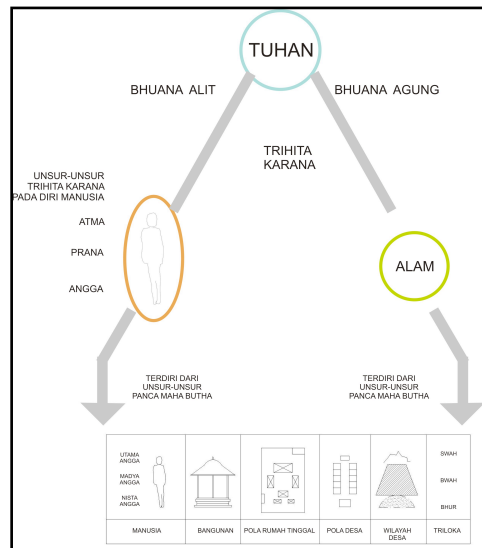 TUHAN
BHUANA ALIT
BHUANA AGUNG
TRIHITA
KARANA
UNSUR-UNSUR
TRIHITA KARANA
PADA DIRI MANUSIA
ATMA
PRANA
ANGGA
ALAM
TERDIRI DARI
UNSUR-UNSUR
PANCA MAHA BUTHA
TERDIRI DARI
UNSUR-UNSUR
PANCA MAHA BUTHA
UTAMA
ANGGA
MADYA
ANGGA
NISTA
ANGGA
SWAH
BWAH
BHUR
MANUSIA
BANGUNAN
POLA RUMAH TINGGAL
POLA DESA
WILAYAH
DESA
TRILOKA